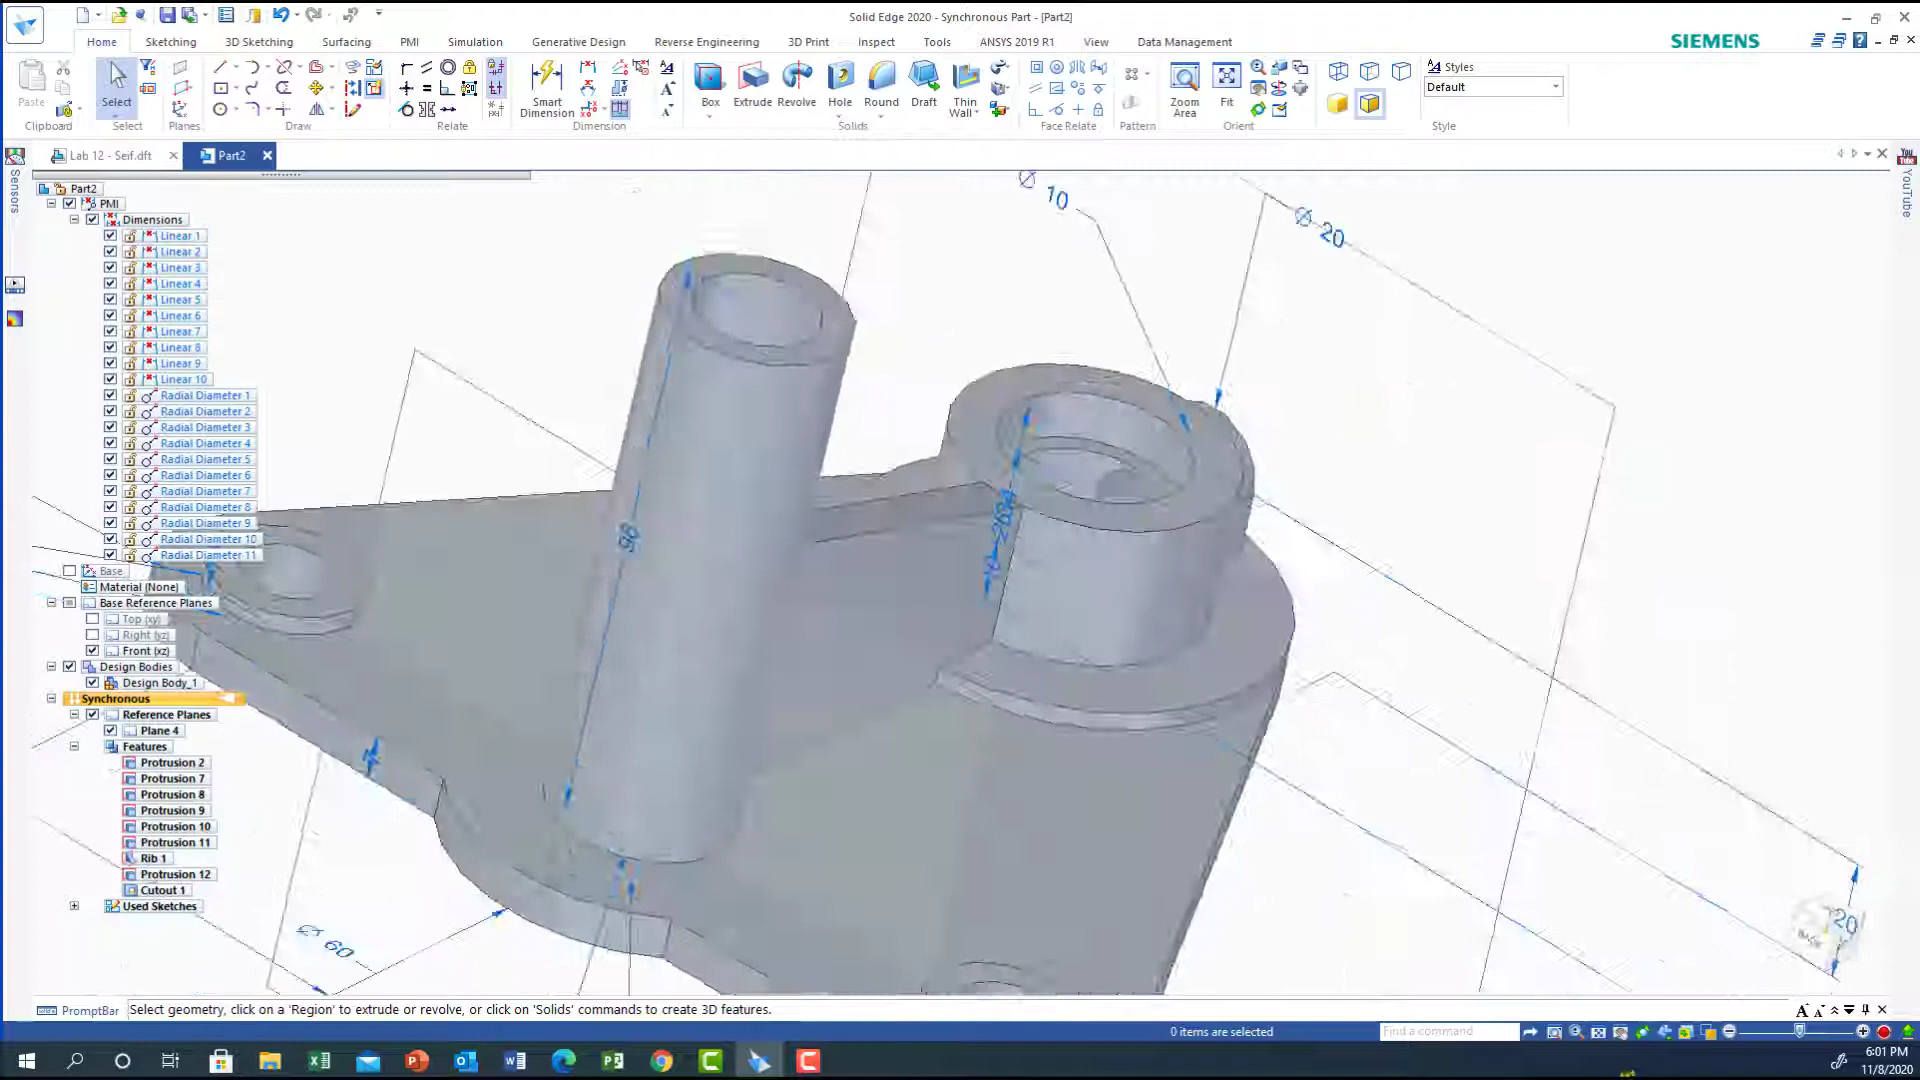 Solid Edge 2020 - Synchronous Part - [Part2]
Home Sketching 3D Sketching Surfacing PMI Simulation Generative Design Reverse Engineering 3D Print Inspect Tools ANSYS 2019 R1 View Data Management
SIEMENS
Paste
Clipboard
Select
Select
Planes
Draw
Relate
Smart Dimension
Dimension
Box
Extrude
Revolve
Hole
Round
Draft
Thin Wall
Solids
Face Relate
Pattern
Zoom Area
Fit
Orient
Styles
Default
Style
Lab 12 - Seif.dft
Part2
Sensors
You Tube
YouTube
Part2
PMI
Dimensions
Linear 1
Linear 2
Linear 3
Linear 4
Linear 5
Linear 6
Linear 7
Linear 8
Linear 9
Linear 10
Radial Diameter 1
Radial Diameter 2
Radial Diameter 3
Radial Diameter 4
Radial Diameter 5
Radial Diameter 6
Radial Diameter 7
Radial Diameter 8
Radial Diameter 9
Radial Diameter 10
Radial Diameter 11
Base
Material (None)
Base Reference Planes
Top (xy)
Right (yz)
Front (xz)
Design Bodies
Design Body_1
Synchronous
Reference Planes
Plane 4
Features
Protrusion 2
Protrusion 7
Protrusion 8
Protrusion 9
Protrusion 10
Protrusion 11
Rib 1
Protrusion 12
Cutout 1
Used Sketches
Ø 10
Ø 20
Ø 60
20
PromptBar
Select geometry, click on a 'Region' to extrude or revolve, or click on 'Solids' commands to create 3D features.
0 items are selected
Find a command
6:01 PM
11/8/2020